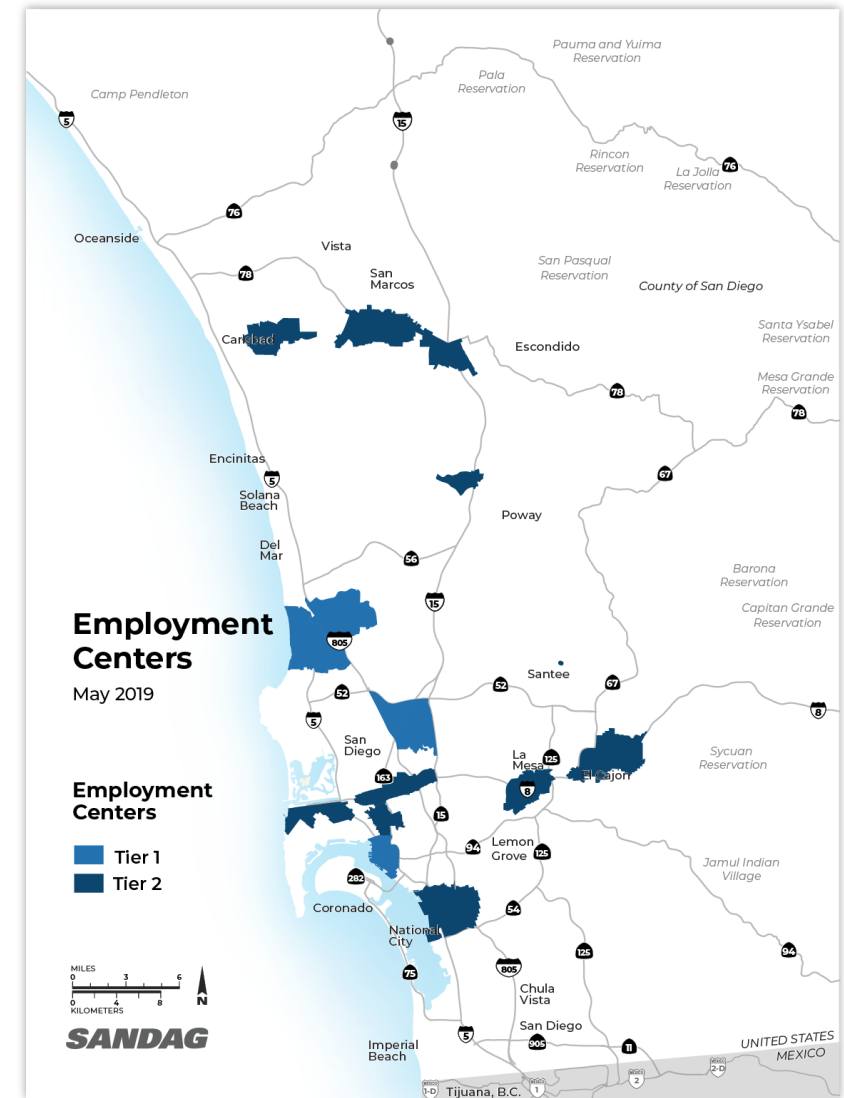 Pauma and Yuima
Reservation
Pala
Reservation
Camp Pendleton
5
15
Rincon
Reservation
La Jolla
Reservation
76
76
Oceanside
Vista
78
San
Marcos
San Pasqual
Reservation
County of San Diego
Santa Ysabel
Reservation
Carlsbad
Escondido
Mesa Grande
Reservation
78
78
Encinitas
5
67
Solana
Beach
Poway
Del
Mar
56
Barona
Reservation
15
Capitan Grande
Reservation
Employment
Centers
May 2019
805
Santee
52
52
67
5
8
San
Diego
La
Mesa
125
Sycuan
Reservation
163
El Cajon
8
Employment
Centers
15
94
Lemon
Grove
125
Tier 1
Tier 2
Jamul Indian
Village
282
Coronado
54
National
City
125
94
MILES
0 3 6
0 4 8
KILOMETERS
N
75
805
Chula
Vista
SANDAG
San Diego
5
905
11
Imperial
Beach
UNITED STATES
MEXICO
1-D
Tijuana, B.C.
1
2
2-D